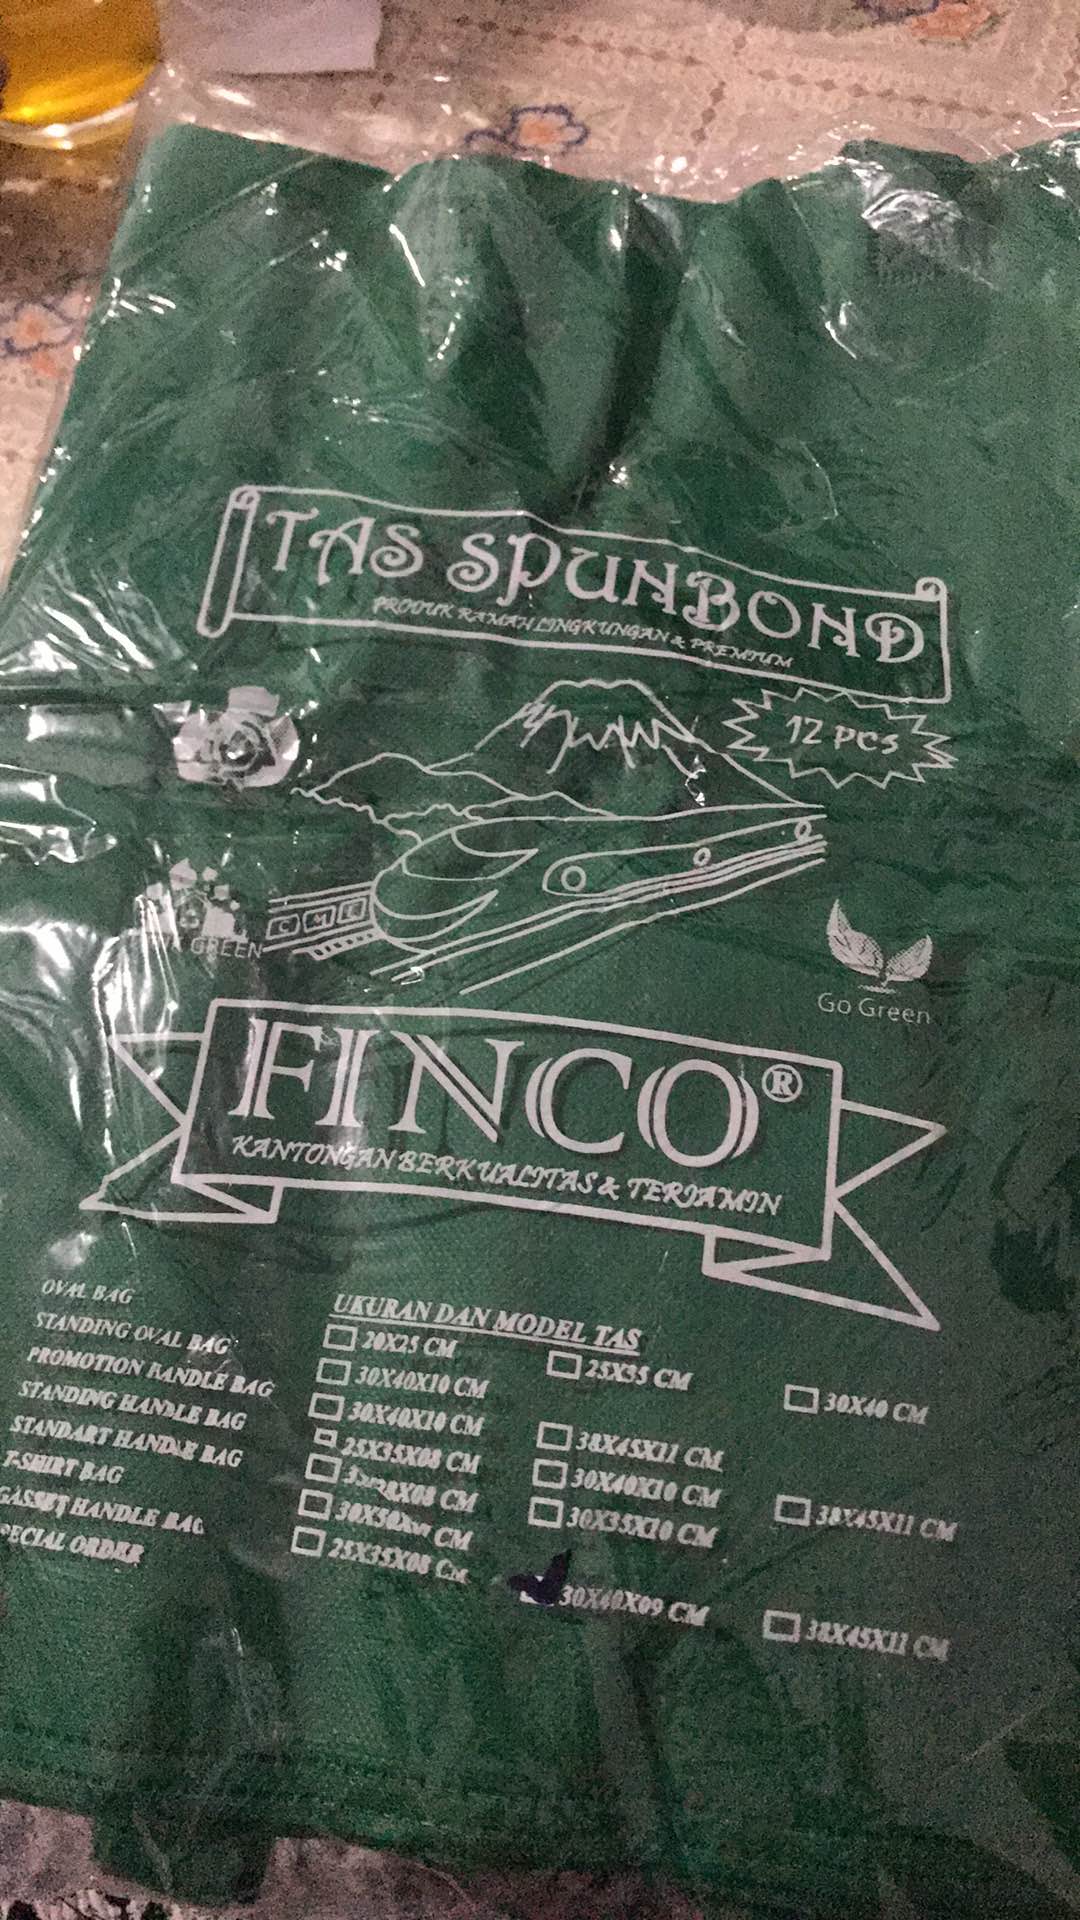 TAS SPUNBOND
PRODUK RAMAH LINGKUNGAN & PREMIUM
12 PCS
CMC
GREEN
Go Green
FINCO®
KANTONGAN BERKUALITAS & TERJAMIN
UKURAN DAN MODEL TAS
OVAL BAG 20X25 CM 25X35 CM 30X40 CM
STANDING OVAL BAG 30X40X10 CM 38X45X11 CM
PROMOTION HANDLE BAG 30X40X10 CM 30X40X10 CM 38X45X11 CM
STANDING HANDLE BAG 25X35X08 CM 30X35X10 CM
STANDART HANDLE BAG CM
T-SHIRT BAG CM 30X40X09 CM 38X45X11 CM
GASSET HANDLE BAG 25X35X08 CM
ORDER